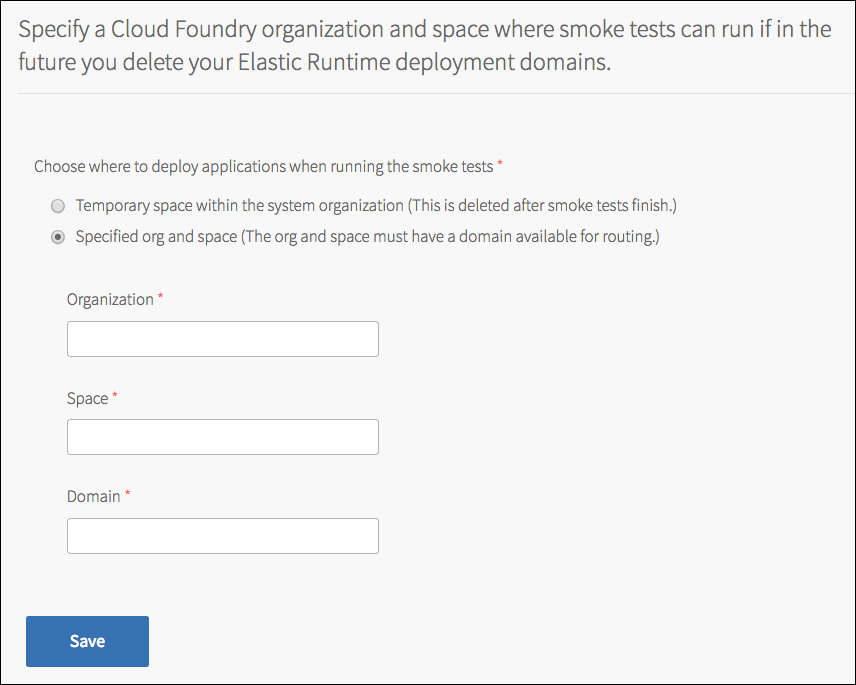 Specify a Cloud Foundry organization and space where smoke tests can run if in the
future you delete your Elastic Runtime deployment domains.
Choose where to deploy applications when running the smoke tests *
Temporary space within the system organization (This is deleted after smoke tests finish.)
Specified org and space (The org and space must have a domain available for routing.)
Organization *
Space *
Domain *
Save